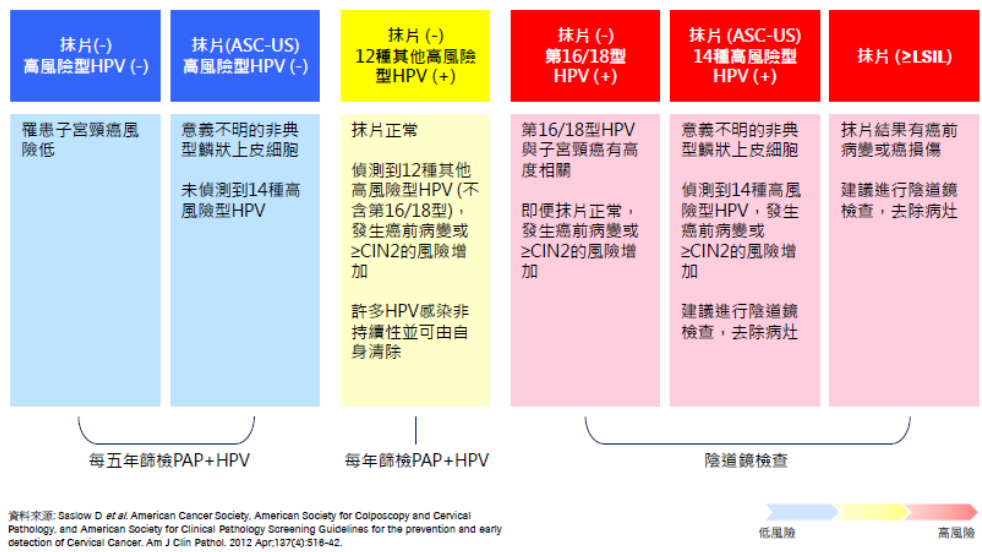 抹片(-)
高風險型HPV (-)
抹片(ASC-US)
高風險型HPV (-)
抹片 (-)
12種其他高風險
型HPV (+)
抹片 (-)
第16/18型
HPV (+)
抹片 (ASC-US)
14種高風險型
HPV (+)
抹片 (≥LSIL)
罹患子宮頸癌風
險低
意義不明的非典
型鱗狀上皮細胞
未偵測到14種高
風險型HPV
抹片正常
偵測到12種其他
高風險型HPV (不
含第16/18型)，
發生癌前病變或
≥CIN2的風險增
加
許多HPV感染非
持續性並可由自
身清除
第16/18型HPV
與子宮頸癌有高
度相關
即便抹片正常，
發生癌前病變或
≥CIN2的風險增
加
意義不明的非典
型鱗狀上皮細胞
偵測到14種高風
險型HPV，發生
癌前病變或
≥CIN2的風險增
加
建議進行陰道鏡
檢查，去除病灶
抹片結果有癌前
病變或癌損傷
建議進行陰道鏡
檢查，去除病灶
每五年篩檢PAP+HPV
每年篩檢PAP+HPV
陰道鏡檢查
資料來源: Saslow D et al. American Cancer Society, American Society for Colposcopy and Cervical
Pathology, and American Society for Clinical Pathology Screening Guidelines for the prevention and early
detection of Cervical Cancer. Am J Clin Pathol. 2012 Apr;137(4):516-42.
低風險
高風險